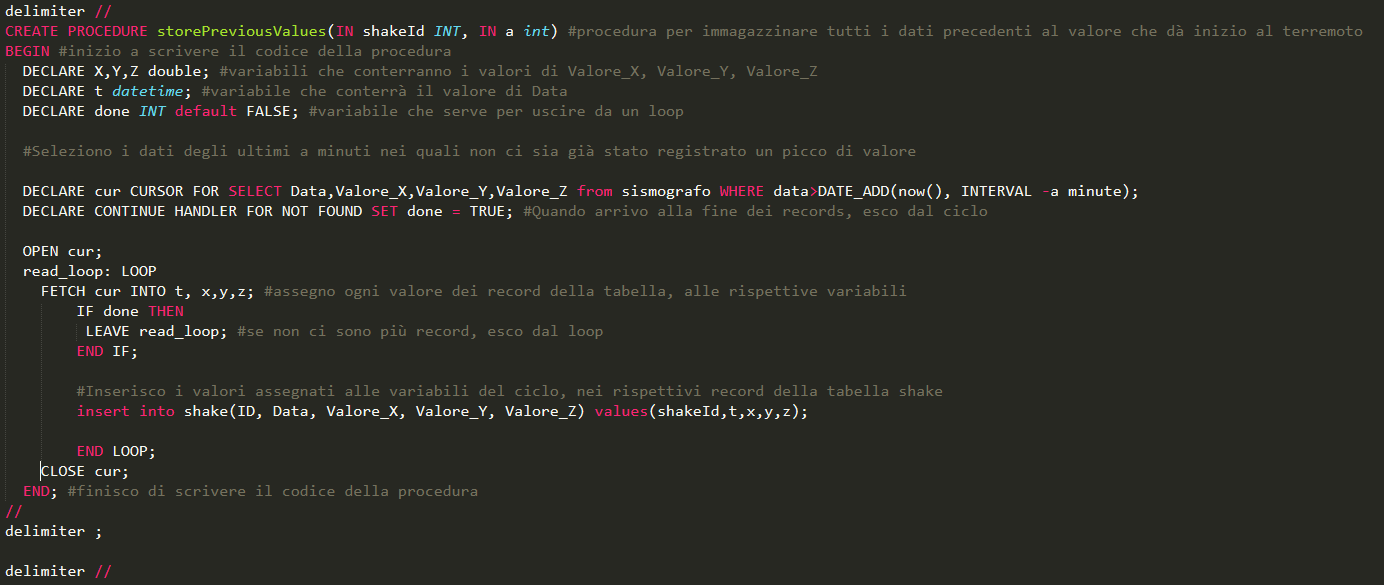 delimiter //
CREATE PROCEDURE storePreviousValues(IN shakeId INT, IN a int) #procedura per immagazzinare tutti i dati precedenti al valore che dà inizio al terremoto
BEGIN #inizio a scrivere il codice della procedura
DECLARE X,Y,Z double; #variabili che conterranno i valori di Valore_X, Valore_Y, Valore_Z
DECLARE t datetime; #variabile che conterrà il valore di Data
DECLARE done INT default FALSE; #variabile che serve per uscire da un loop
#Seleziono i dati degli ultimi a minuti nei quali non ci sia già stato registrato un picco di valore
DECLARE cur CURSOR FOR SELECT Data,Valore_X,Valore_Y,Valore_Z from sismografo WHERE data>DATE_ADD(now(), INTERVAL -a minute);
DECLARE CONTINUE HANDLER FOR NOT FOUND SET done = TRUE; #Quando arrivo alla fine dei records, esco dal ciclo
OPEN cur;
read_loop: LOOP
FETCH cur INTO t, x,y,z; #assegno ogni valore dei record della tabella, alle rispettive variabili
IF done THEN
LEAVE read_loop; #se non ci sono più record, esco dal loop
END IF;
#Inserisco i valori assegnati alle variabili del ciclo, nei rispettivi record della tabella shake
insert into shake(ID, Data, Valore_X, Valore_Y, Valore_Z) values(shakeId,t,x,y,z);
END LOOP;
CLOSE cur;
END; #finisco di scrivere il codice della procedura
//
delimiter ;
delimiter //